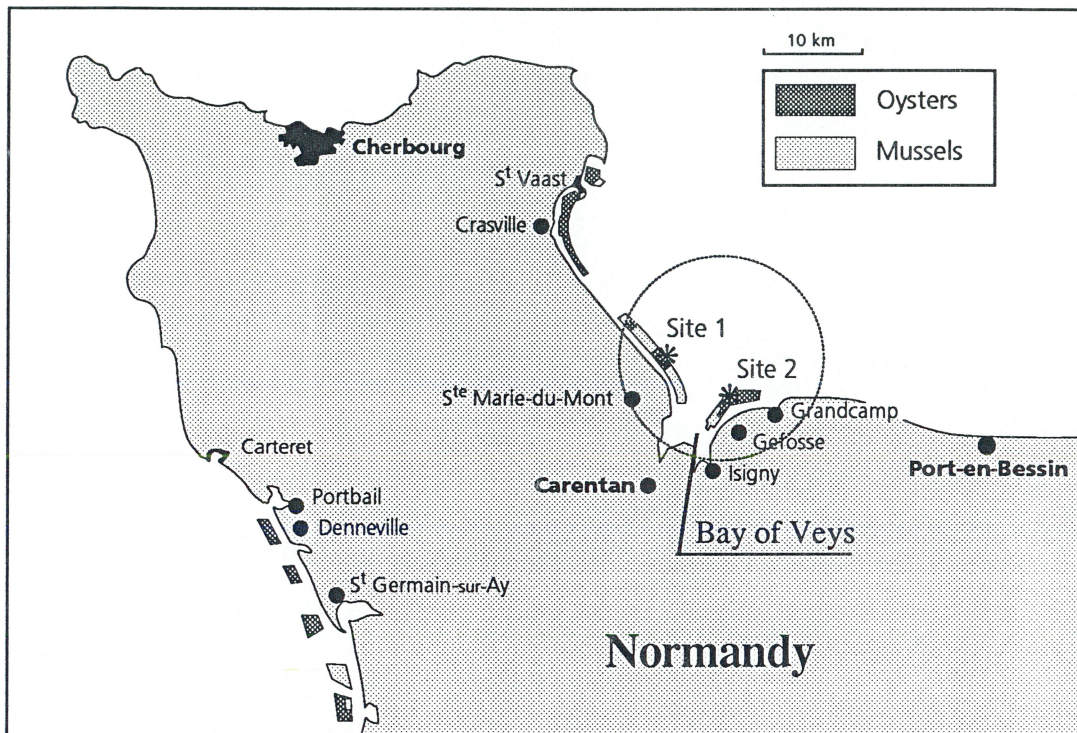 10 km
Oysters
Mussels
Cherbourg
St Vaast
Crasville
Site 1
Site 2
Ste Marie-du-Mont
Grandcamp
Gefosse
Carteret
Isigny
Port-en-Bessin
Carentan
Portbail
Denneville
Bay of Veys
St Germain-sur-Ay
Normandy